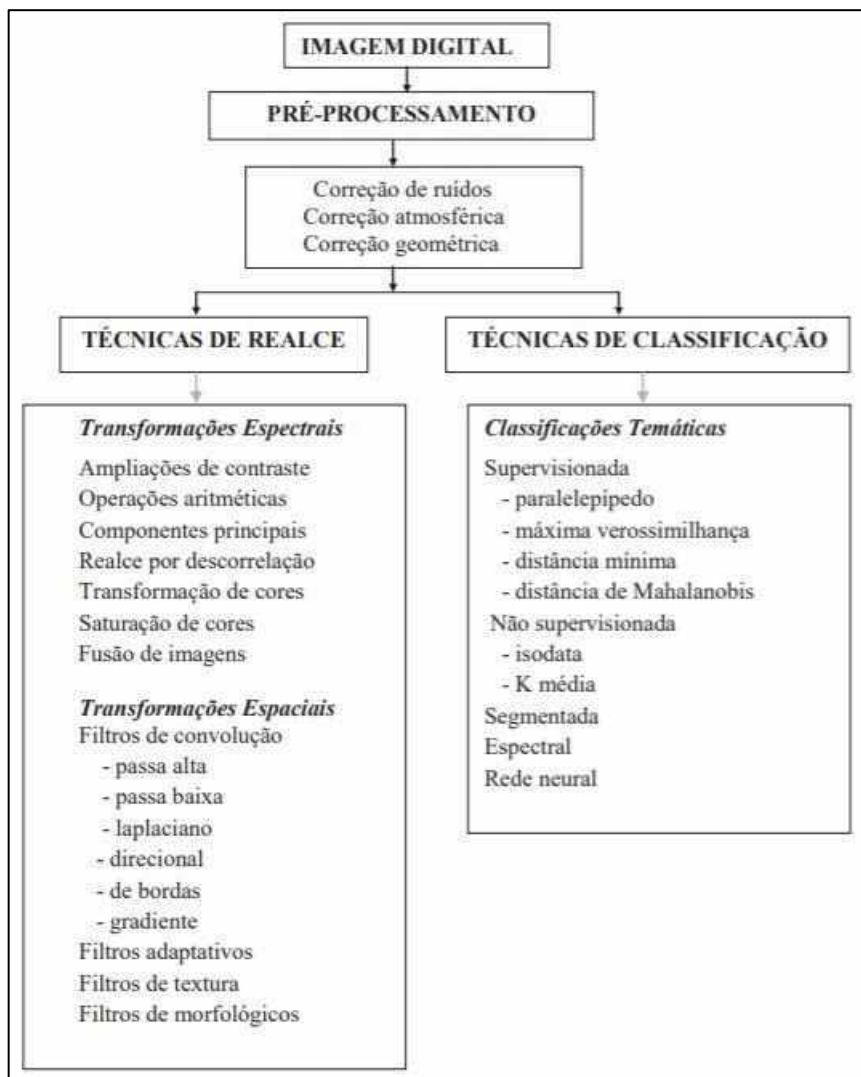 IMAGEM DIGITAL
PRÉ-PROCESSAMENTO
Correção de ruídos
Correção atmosférica
Correção geométrica
TÉCNICAS DE REALCE
Transformações Espectrais
Ampliações de contraste
Operações aritméticas
Componentes principais
Realce por descorrelação
Transformação de cores
Saturação de cores
Fusão de imagens
Transformações Espaciais
Filtros de convolução
- passa alta
- passa baixa
- laplaciano
- direcional
- de bordas
- gradiente
Filtros adaptativos
Filtros de textura
Filtros de morfológicos
TÉCNICAS DE CLASSIFICAÇÃO
Classificações Temáticas
Supervisionada
- paralelepípedo
- máxima verossimilhança
- distância mínima
- distância de Mahalanobis
Não supervisionada
- isodata
- K média
Segmentada
Espectral
Rede neural